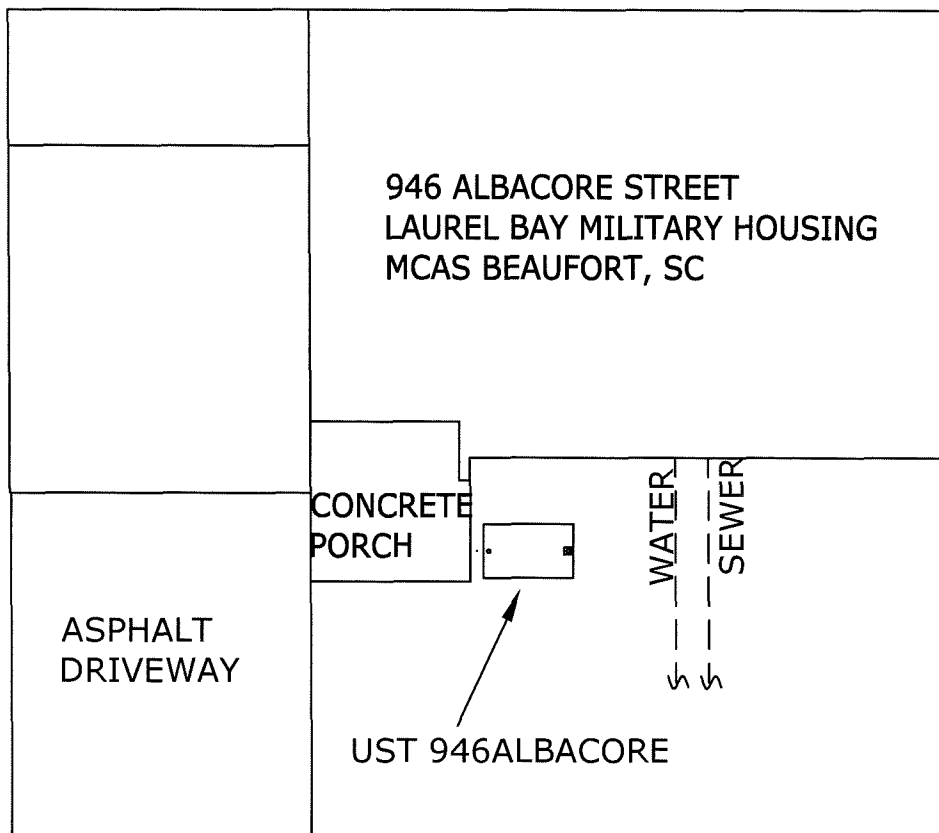 946 ALBACORE STREET
LAUREL BAY MILITARY HOUSING
MCAS BEAUFORT, SC
CONCRETE
PORCH
WATER
SEWER
ASPHALT
DRIVEWAY
UST 946ALBACORE